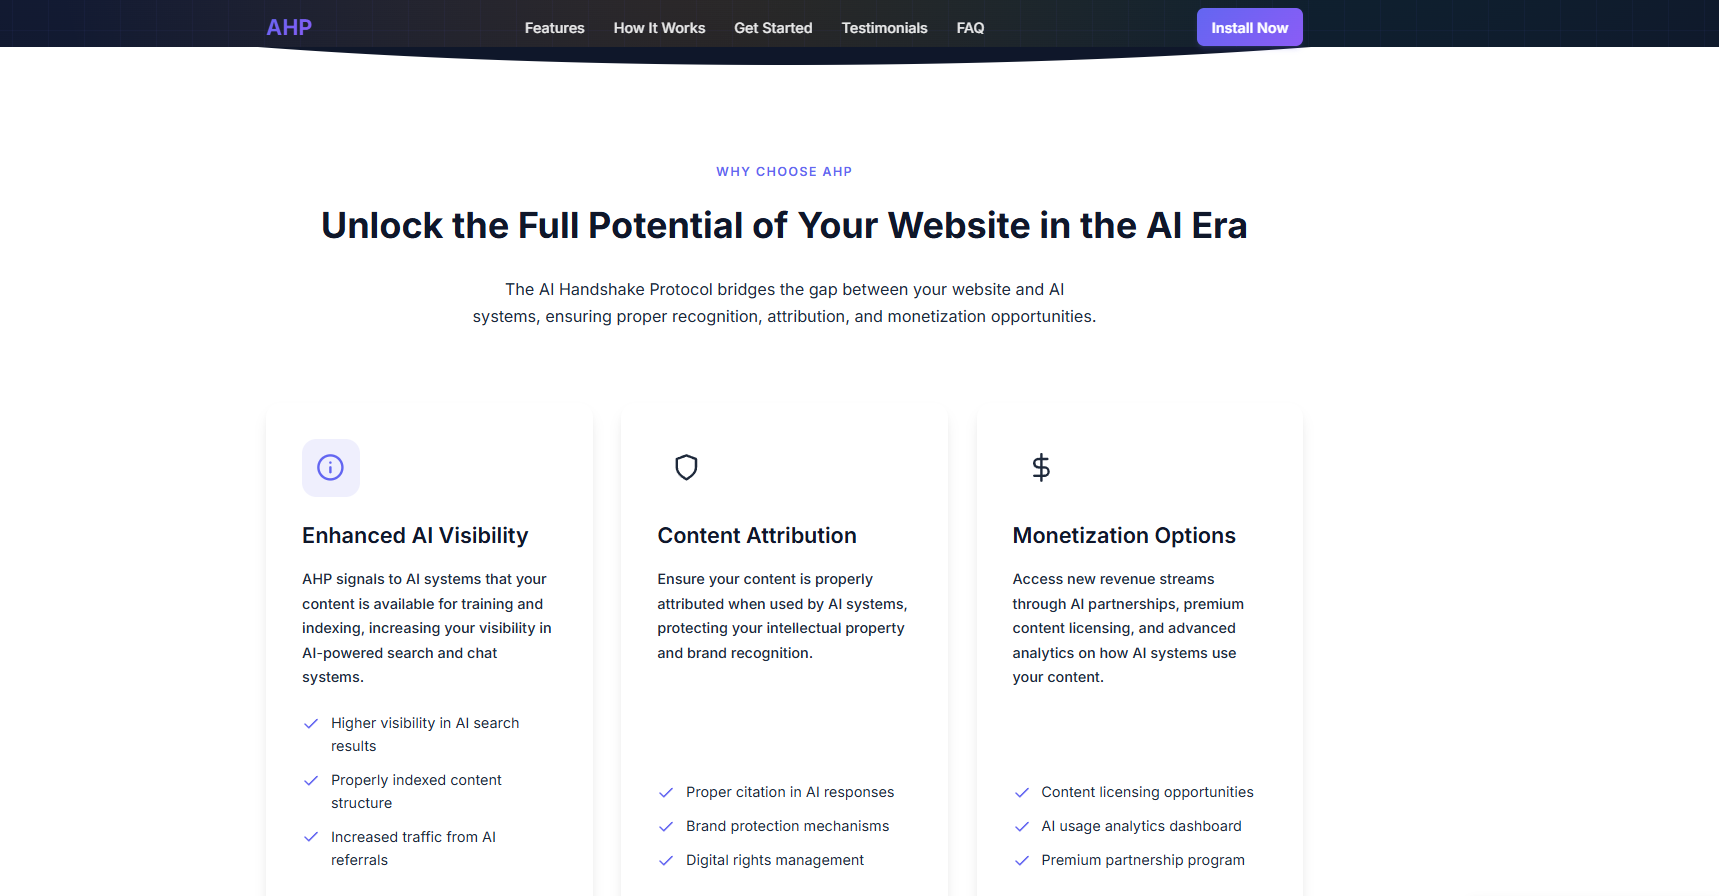 AHP
Features
How It Works
Get Started
Testimonials
FAQ
Install Now
WHY CHOOSE AHP
Unlock the Full Potential of Your Website in the AI Era
The AI Handshake Protocol bridges the gap between your website and AI
systems, ensuring proper recognition, attribution, and monetization opportunities.
Enhanced AI Visibility
AHP signals to AI systems that your
content is available for training and
indexing, increasing your visibility in
AI-powered search and chat
systems.
Higher visibility in AI search
results
Properly indexed content
structure
Increased traffic from AI
referrals
Content Attribution
Ensure your content is properly
attributed when used by AI systems,
protecting your intellectual property
and brand recognition.
Proper citation in AI responses
Brand protection mechanisms
Digital rights management
Monetization Options
Access new revenue streams
through AI partnerships, premium
content licensing, and advanced
analytics on how AI systems use
your content.
Content licensing opportunities
AI usage analytics dashboard
Premium partnership program